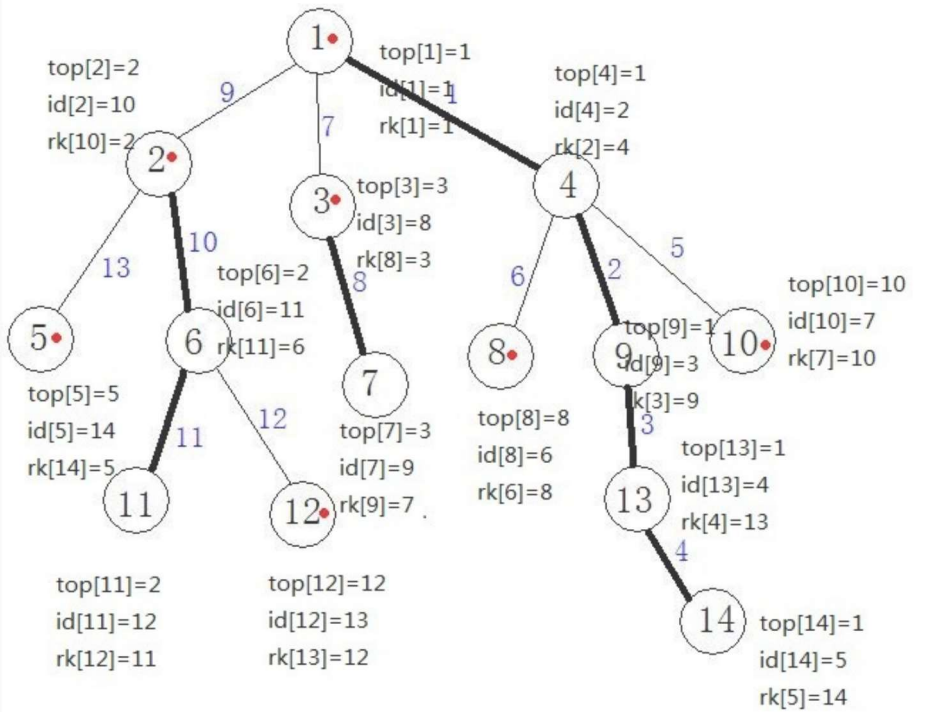 1
top[1]=1
id[1]=1
rk[1]=1
1
top[2]=2
id[2]=10
rk[10]=2
9
7
top[4]=1
id[4]=2
rk[2]=4
2
3
top[3]=3
id[3]=8
rk[8]=3
4
13
10
8
6
2
5
top[6]=2
id[6]=11
rk[11]=6
top[10]=10
id[10]=7
rk[7]=10
5
6
7
8
9
10
top[9]=1
id[9]=3
rk[3]=9
top[5]=5
id[5]=14
rk[14]=5
11
12
top[7]=3
id[7]=9
rk[9]=7
top[8]=8
id[8]=6
rk[6]=8
3
top[13]=1
id[13]=4
rk[4]=13
11
12
13
4
top[11]=2
id[11]=12
rk[12]=11
top[12]=12
id[12]=13
rk[13]=12
14
top[14]=1
id[14]=5
rk[5]=14